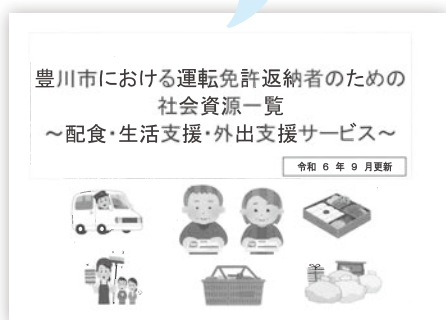 豊川市における運転免許返納者のための
社会資源一覧
～配食・生活支援・外出支援サービス～
令和 6 年 9 月更新